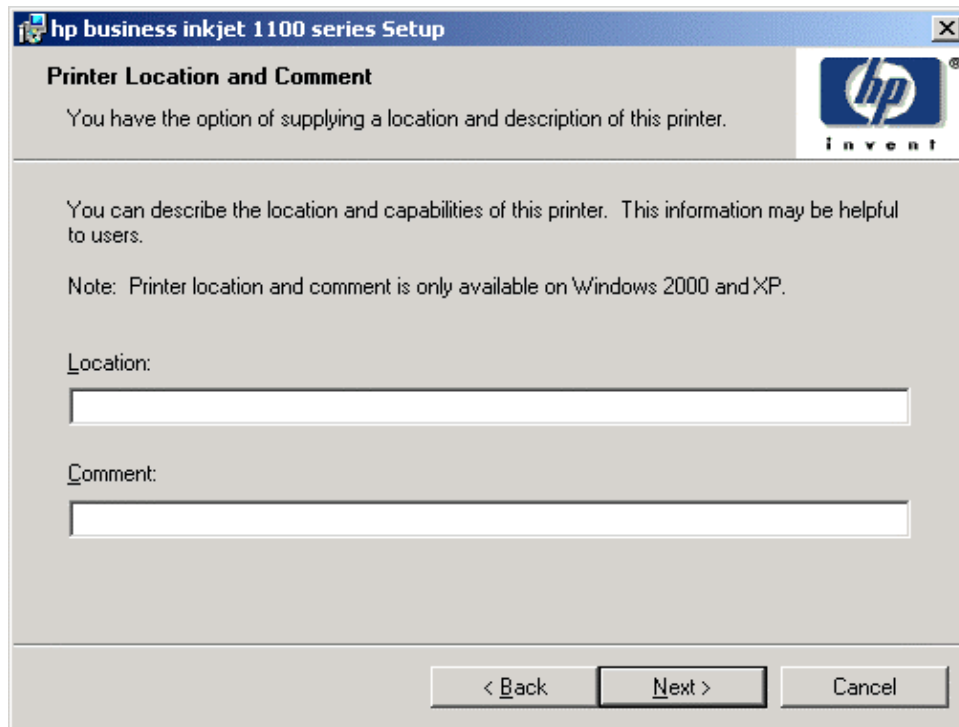 hp business inkjet 1100 series Setup
Printer Location and Comment
You have the option of supplying a location and description of this printer.
hp
®
invent
You can describe the location and capabilities of this printer.  This information may be helpful
to users.
Note:  Printer location and comment is only available on Windows 2000 and XP.
Location:
Comment:
< Back
Next >
Cancel